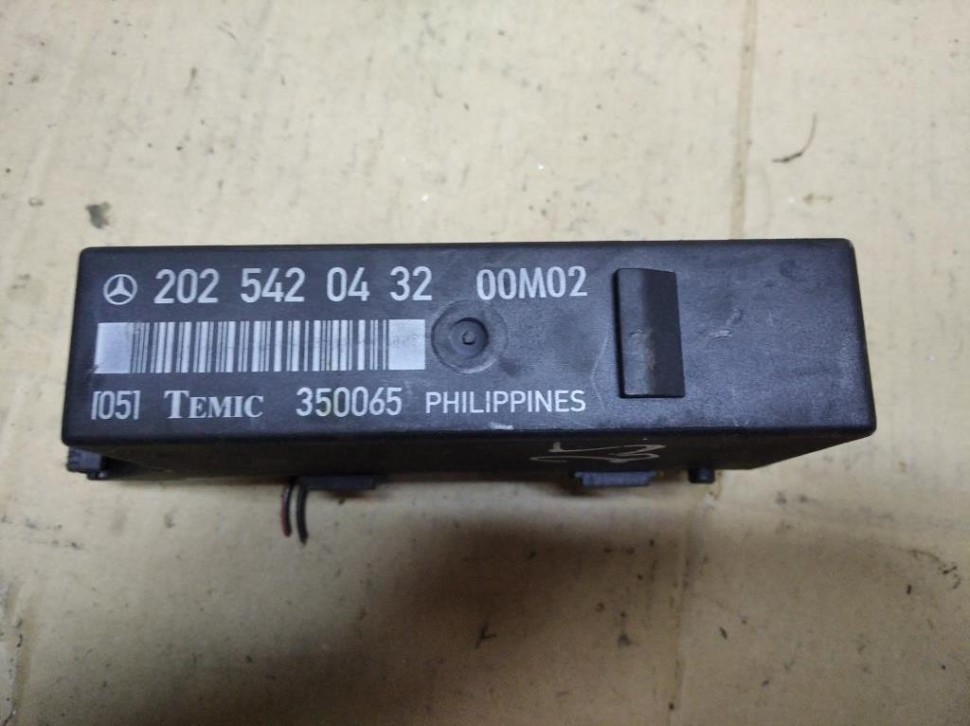 202 542 04 32 00M02
[05] TEMIC 350065 PHILIPPINES